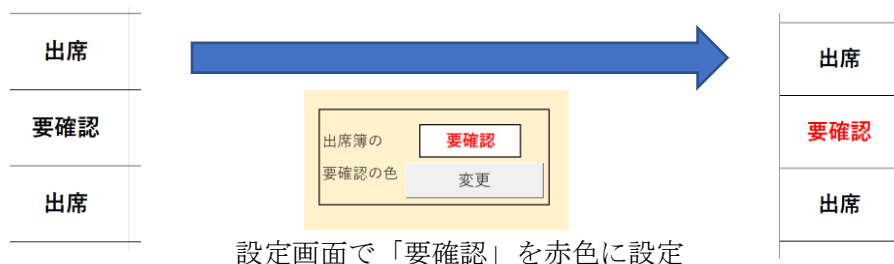 出席
要確認
出席
出席簿の
要確認の色
要確認
変更
設定画面で「要確認」を赤色に設定
出席
要確認
出席